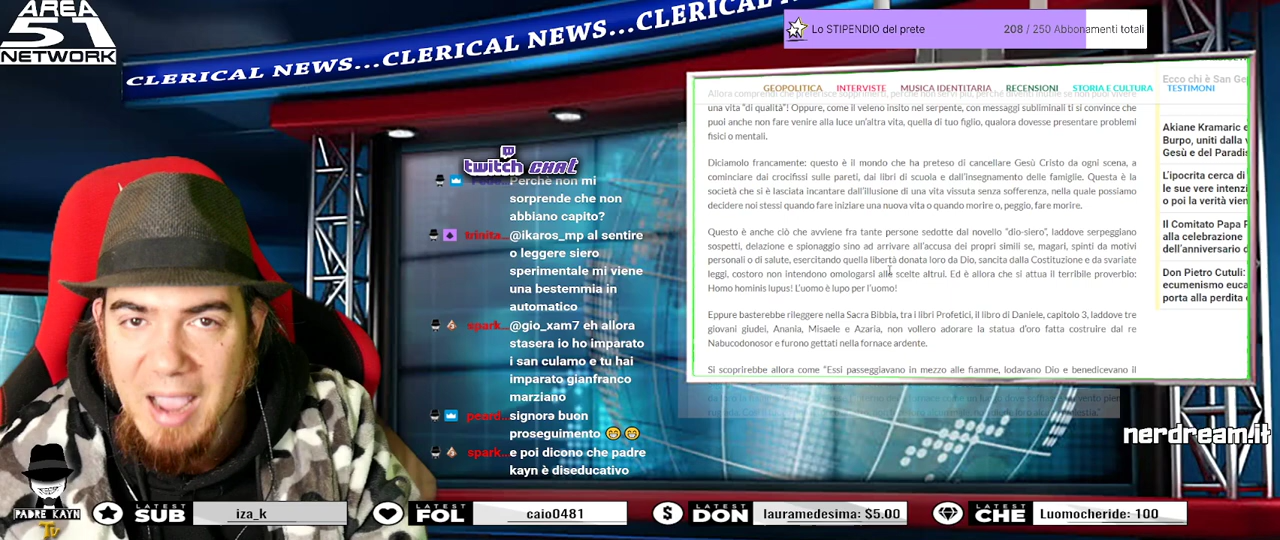 AREA
51
NETWORK
CLERICAL NEWS...CLERICAL NEWS...CLERICAL NEWS...
Lo STIPENDIO del prete 208 / 250 Abbonamenti totali
GEOPOLITICA INTERVISTE MUSICA IDENTITARIA RECENSIONI STORIA E CULTURA TESTIMONI
una vita "di qualità"! Oppure, come il veleno insito nel serpente, con messaggi subliminali ti si convince che
puoi anche non fare venire alla luce un'altra vita, quella di tuo figlio, qualora dovesse presentare problemi
fisici o mentali.
Diciamo francamente: questo è il mondo che ha preteso di cancellare Gesù Cristo da ogni scena, a
cominciare dai crocifissi sulle pareti, dai libri di scuola e dall'insegnamento delle famiglie. Questa è la
società che si è lasciata incantare dall'illusione di una vita vissuta senza sofferenza, nella quale possiamo
decidere noi stessi quando fare iniziare una nuova vita o quando morire o, peggio, fare morire.
Questo è anche ciò che avviene fra tante persone sedotte dal novello "dio-siero", laddove serpeggiano
sospetti, delazione e spionaggio sino ad arrivare all'accusa dei propri simili se, magari, spinti da motivi
personali o di salute, esercitando quella libertà donata loro da Dio, sancita dalla Costituzione e da svariate
leggi, costoro non intendono omologarsi alle scelte altrui. Ed è allora che si attua il terribile proverbio:
Homo hominis lupus! L'uomo è lupo per l'uomo!
Eppure basterebbe rileggere nella Sacra Bibbia, tra i libri Profetici, il libro di Daniele, capitolo 3, laddove tre
giovani giudei, Anania, Misaele e Azaria, non vollero adorare la statua d'oro fatta costruire dal re
Nabucodonosor e furono gettati nella fornace ardente.
Si scoprirebbe allora come "Essi passeggiavano in mezzo alle fiamme, lodavano Dio e benedicevano il
Ecco chi è San Ge
Akiane Kramaric e
Burpo, uniti dalla
Gesù e del Paradis
L'ipocrita cerca di
le sue vere intenzi
o poi la verità vien
Il Comitato Papa P
alla celebrazione
dell'anniversario d
Don Pietro Cutuli:
ecumenismo euca
porta alla perdita
twitch CHAT
Perchè non mi
sorprende che non
abbiano capito?
trinita... @ikaros_mp al sentire
o leggere siero
sperimentale mi viene
una bestemmia in
automatico
spark... @gio_xam7 eh allora
stasera io ho imparato
i san culamo e tu hai
imparato gianfranco
marziano
peard... signorə buon
proseguimento
spark... e poi dicono che padre
kayn è diseducativo
nerdream.it
PADRE KAYN
TV
LATEST SUB iza_k
LATEST FOL caio0481
LATEST DON lauramedesima: $5.00
LATEST CHE Luomocheride: 100